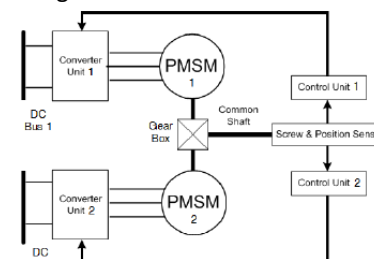 Converter
Unit 1
PMSM
1
DC
Bus 1
Control Unit 1
Common
Shaft
Gear
Box
Screw & Position Sens
Control Unit 2
Converter
Unit 2
PMSM
2
DC